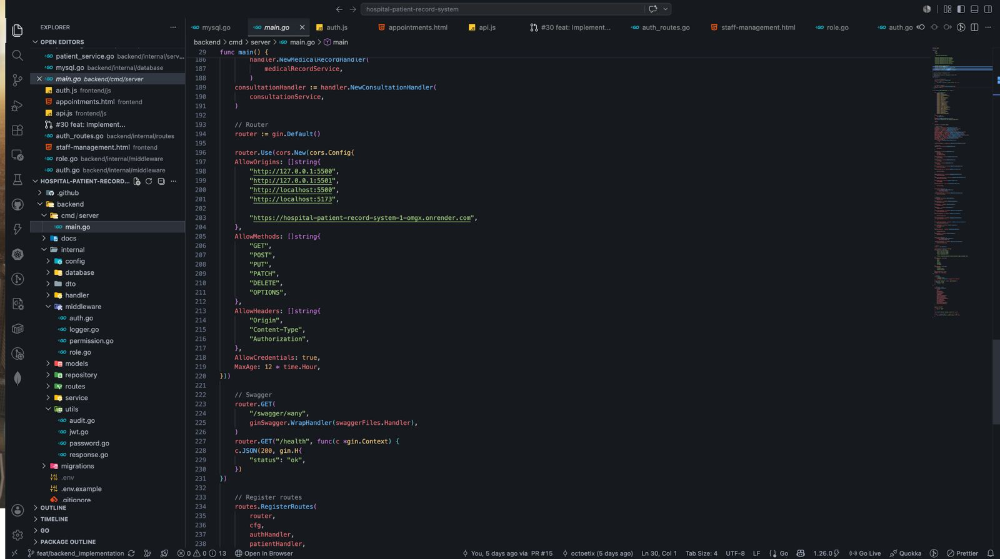 hospital-patient-record-system
EXPLORER
OPEN EDITORS
patient_service.go backend/internal/serv...
mysql.go backend/internal/database
main.go backend/cmd/server
auth.js frontend/js
appointments.html frontend
api.js frontend/js
#30 feat: Implement...
auth_routes.go backend/internal/routes
staff-management.html frontend
role.go backend/internal/middleware
auth.go backend/internal/middleware
HOSPITAL-PATIENT-RECORD...
.github
backend
cmd / server
main.go
docs
internal
config
database
dto
handler
middleware
auth.go
logger.go
permission.go
role.go
models
repository
routes
service
utils
audit.go
jwt.go
password.go
response.go
migrations
.env
.env.example
.gitignore
OUTLINE
TIMELINE
GO
PACKAGE OUTLINE
mysql.go main.go auth.js appointments.html api.js #30 feat: Implement... auth_routes.go staff-management.html role.go auth.go
backend > cmd > server > main.go > main
29 func main() {
186 handler.NewMedicalRecordHandler(
187 medicalRecordService,
188 )
189 consultationHandler := handler.NewConsultationHandler(
190 consultationService,
191 )
192
193 // Router
194 router := gin.Default()
195
196 router.Use(cors.New(cors.Config{
197 AllowOrigins: []string{
198 "http://127.0.0.1:5500",
199 "http://127.0.0.1:5501",
200 "http://localhost:5500",
201 "http://localhost:5173",
202
203 "https://hospital-patient-record-system-1-omgx.onrender.com",
204 },
205 AllowMethods: []string{
206 "GET",
207 "POST",
208 "PUT",
209 "PATCH",
210 "DELETE",
211 "OPTIONS",
212 },
213 AllowHeaders: []string{
214 "Origin",
215 "Content-Type",
216 "Authorization",
217 },
218 AllowCredentials: true,
219 MaxAge: 12 * time.Hour,
220 }))
221
222 // Swagger
223 router.GET(
224 "/swagger/*any",
225 ginSwagger.WrapHandler(swaggerFiles.Handler),
226 )
227 router.GET("/health", func(c *gin.Context) {
228 c.JSON(200, gin.H{
229 "status": "ok",
230 })
231 })
232
233 // Register routes
234 routes.RegisterRoutes(
235 router,
236 cfg,
237 authHandler,
238 patientHandler,
feat/backend_implementation 0 0 13 Open In Browser You, 5 days ago via PR #15 octoetix (5 days ago) Ln 30, Col 1 Tab Size: 4 UTF-8 LF Go 1.26.0 Go Live Quokka Prettier